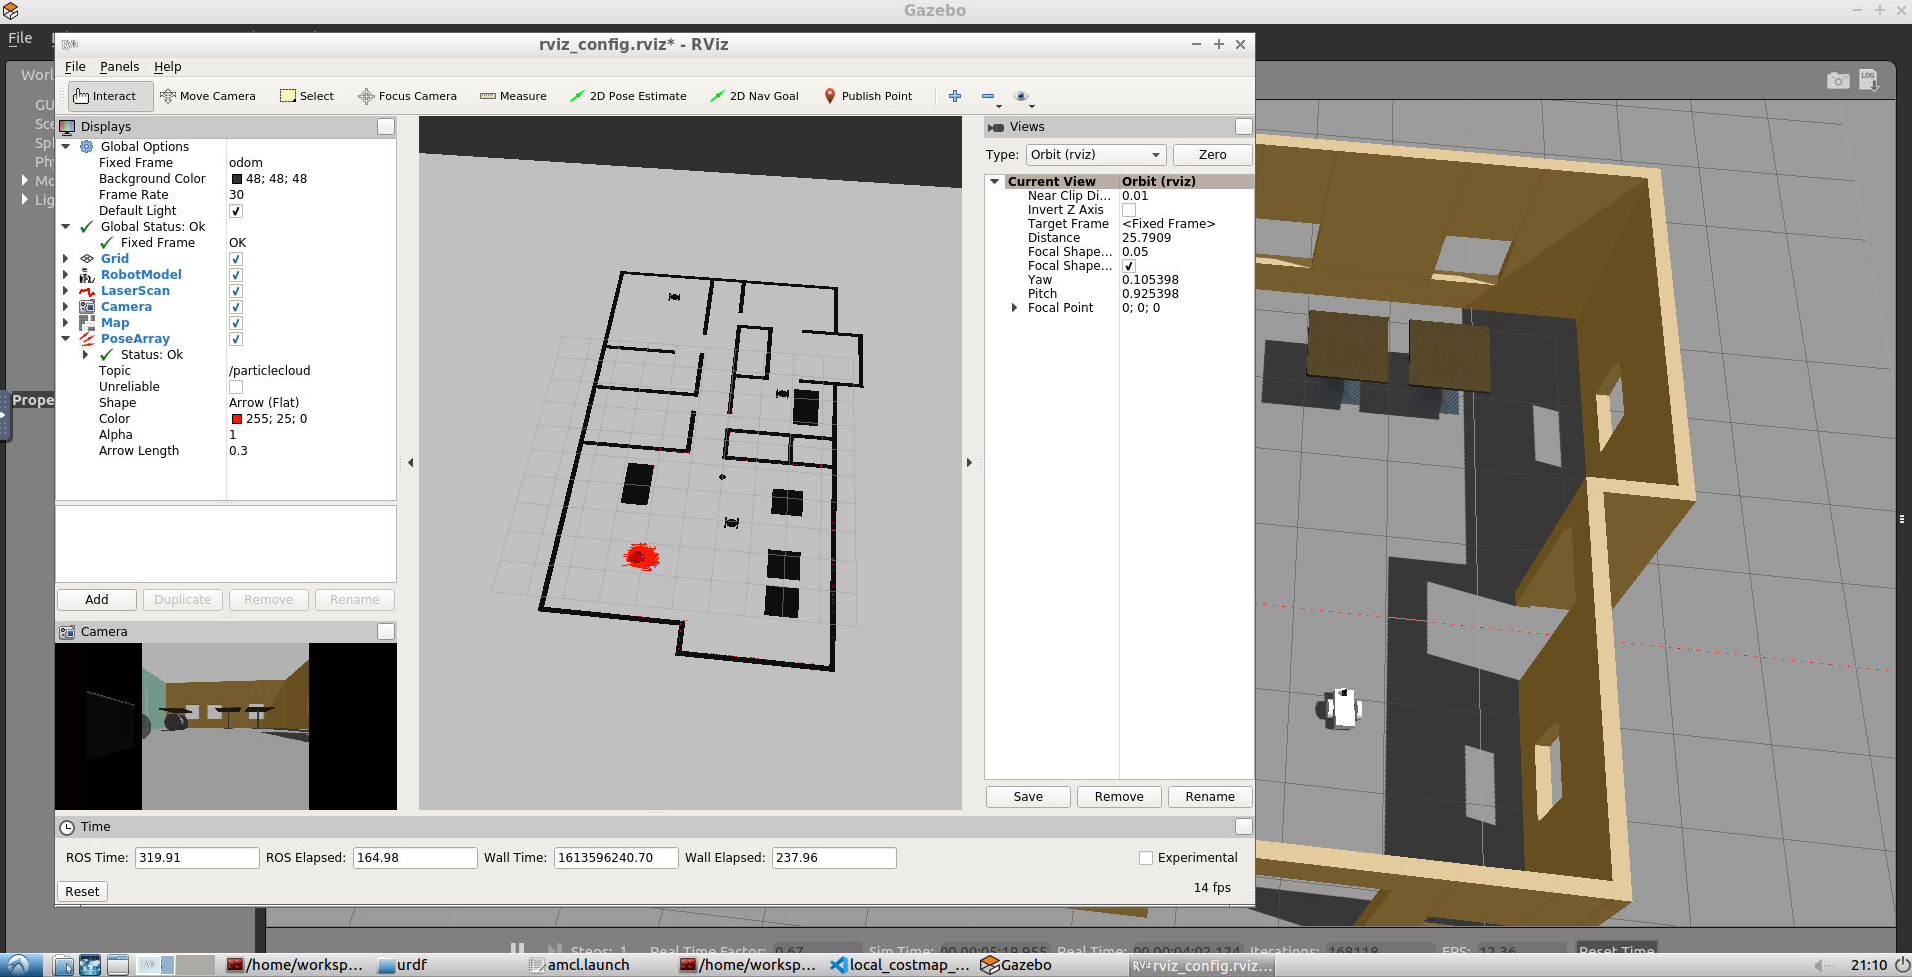 Gazebo
File
Worl
GU
Sce
Sp
Phy
Mo
Lig
Prope
RViz
rviz_config.rviz* - RViz
File Panels Help
Interact Move Camera Select Focus Camera Measure 2D Pose Estimate 2D Nav Goal Publish Point
LOG
Displays
Global Options
Fixed Frame odom
Background Color 48; 48; 48
Frame Rate 30
Default Light
Global Status: Ok
Fixed Frame OK
Grid
RobotModel
LaserScan
Camera
Map
PoseArray
Status: Ok
Topic /particlecloud
Unreliable
Shape Arrow (Flat)
Color 255; 25; 0
Alpha 1
Arrow Length 0.3
Add Duplicate Remove Rename
Camera
Views
Type: Orbit (rviz) Zero
Current View Orbit (rviz)
Near Clip Di... 0.01
Invert Z Axis
Target Frame <Fixed Frame>
Distance 25.7909
Focal Shape... 0.05
Focal Shape...
Yaw 0.105398
Pitch 0.925398
Focal Point 0; 0; 0
Save Remove Rename
Time
ROS Time: 319.91 ROS Elapsed: 164.98 Wall Time: 1613596240.70 Wall Elapsed: 237.96 Experimental
Reset 14 fps
Steps: 1 Real Time Factor: 0.67 Sim Time: 00 00:05:19.955 Real Time: 00 00:04:02.124 Iterations: 168118 FPS: 12.36 Reset Time
/home/worksp... urdf amcl.launch /home/worksp... local_costmap_... Gazebo RViz rviz_config.rviz... 21:10